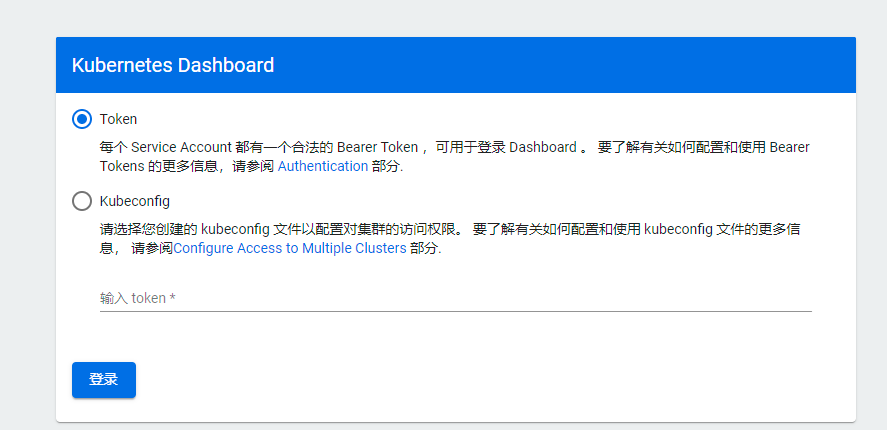 Kubernetes Dashboard
Token
每个 Service Account 都有一个合法的 Bearer Token ，可用于登录 Dashboard 。 要了解有关如何配置和使用 Bearer
Tokens 的更多信息，请参阅 Authentication 部分.
Kubeconfig
请选择您创建的 kubeconfig 文件以配置对集群的访问权限。 要了解有关如何配置和使用 kubeconfig 文件的更多信
息， 请参阅Configure Access to Multiple Clusters 部分.
输入 token *
登录